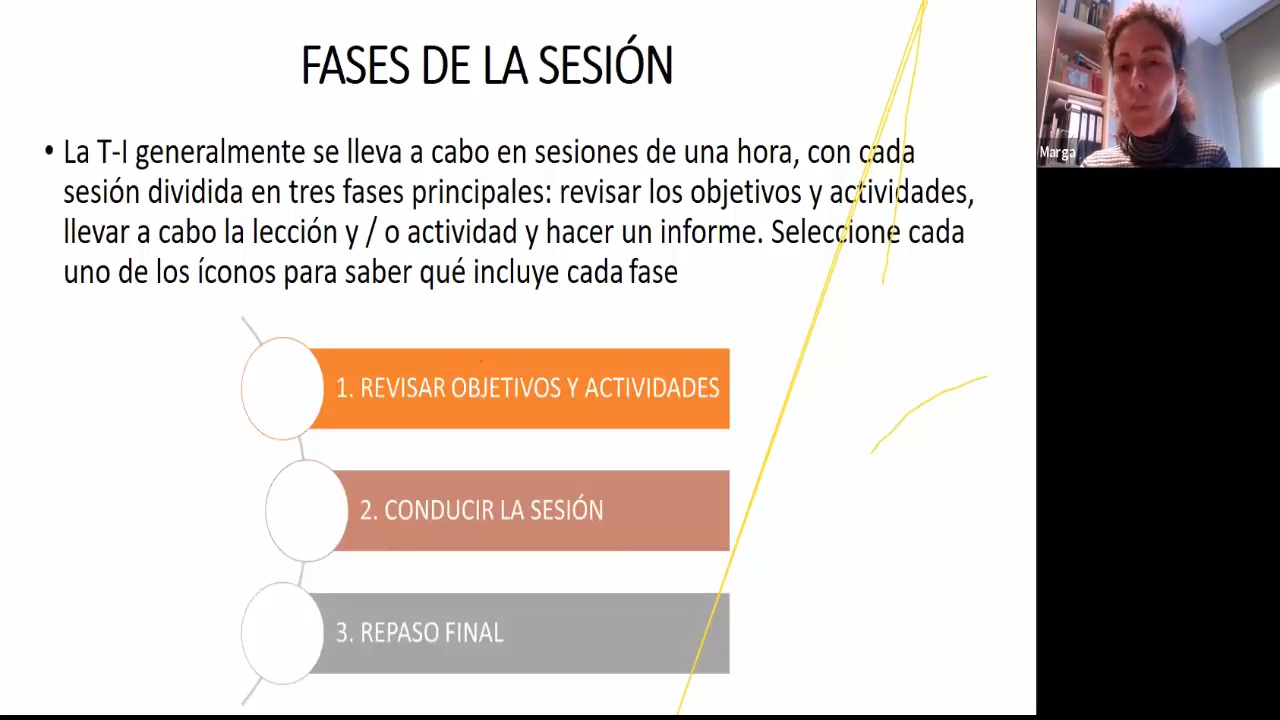 FASES DE LA SESIÓN
• La T-I generalmente se lleva a cabo en sesiones de una hora, con cada
sesión dividida en tres fases principales: revisar los objetivos y actividades,
llevar a cabo la lección y / o actividad y hacer un informe. Seleccione cada
uno de los íconos para saber qué incluye cada fase
1. REVISAR OBJETIVOS Y ACTIVIDADES
2. CONDUCIR LA SESIÓN
3. REPASO FINAL
Marga